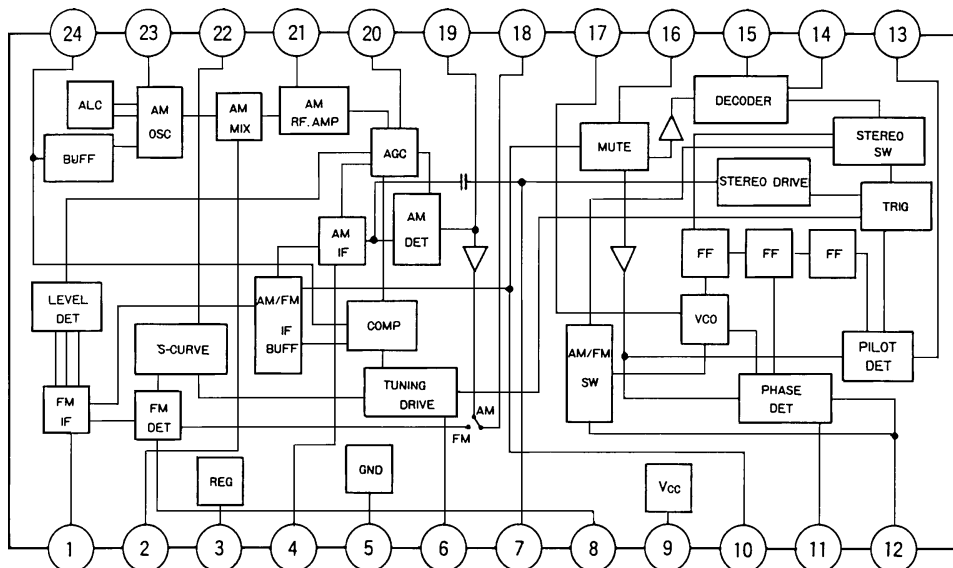 24 23 22 21 20 19 18 17 16 15 14 13
ALC
AM
OSC
AM
MIX
AM
RF. AMP
BUFF
AGC
MUTE
DECODER
STEREO
SW
STEREO DRIVE
TRIG
AM
IF
AM
DET
FF
FF
FF
LEVEL
DET
AM/FM
IF
BUFF
COMP
VCO
'S-CURVE
TUNING
DRIVE
AM/FM
SW
PILOT
DET
FM
IF
FM
DET
AM
FM
PHASE
DET
REG
GND
Vcc
1 2 3 4 5 6 7 8 9 10 11 12